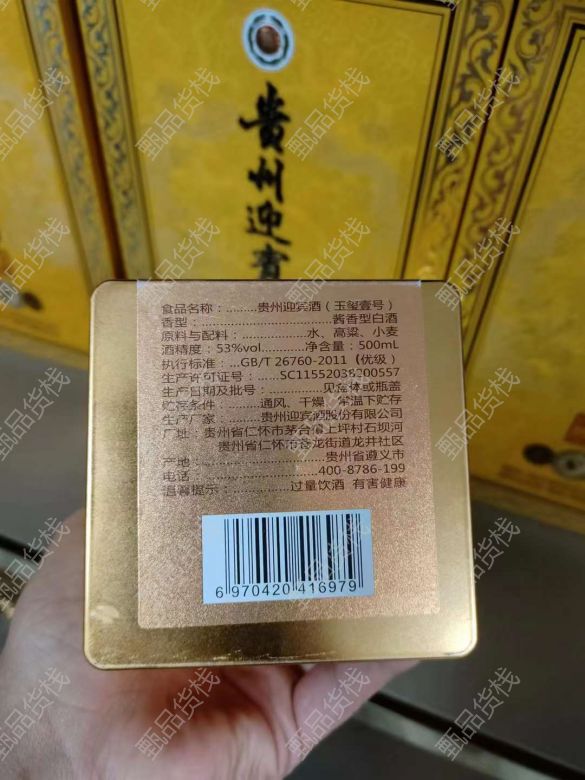 贵州迎宾
食品名称：.........贵州迎宾酒（玉玺壹号）
香型：....................................酱香型白酒
原料与配料：....................水、高粱、小麦
酒精度：53%vol............净含量：500mL
执行标准：...GB/T 26760-2011（优级）
生产许可证号：......SC11552038200557
生产日期及批号：...............见盒体或瓶盖
贮存条件：........通风、干燥、常温下贮存
生产厂家：........贵州迎宾酒股份有限公司
厂址：贵州省仁怀市茅台镇上坪村石坝河
贵州省仁怀市苍龙街道龙井社区
产地：..................................贵州省遵义市
电话：..................................400-8786-199
温馨提示：...............过量饮酒 有害健康
6 970420 416979
甄品货栈